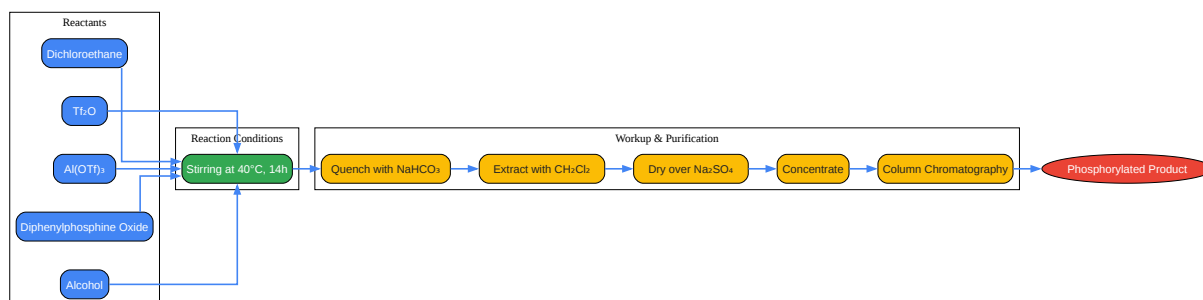 Reactants
Dichloroethane
Tf₂O
Al(OTf)₃
Diphenylphosphine Oxide
Alcohol
Reaction Conditions
Stirring at 40°C, 14h
Workup & Purification
Quench with NaHCO₃
Extract with CH₂Cl₂
Dry over Na₂SO₄
Concentrate
Column Chromatography
Phosphorylated Product